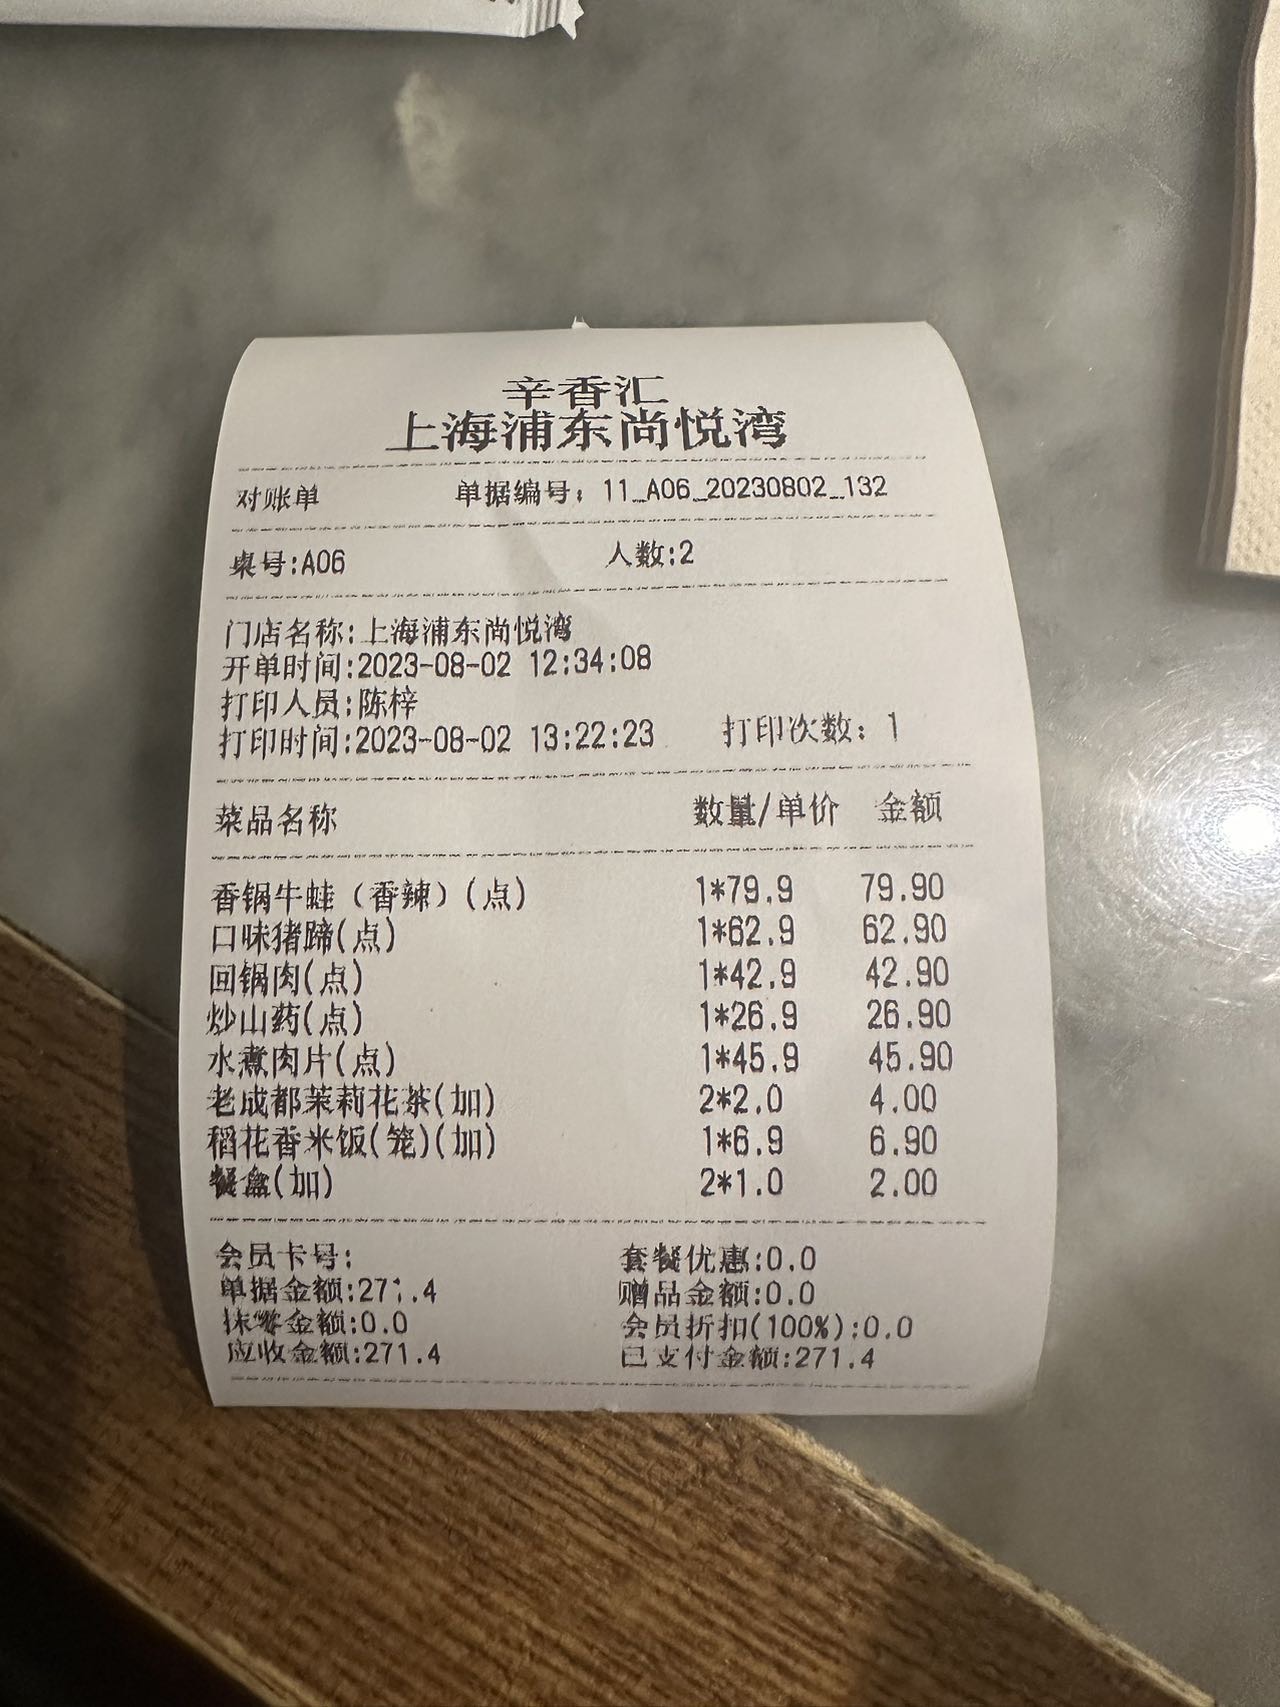 辛香汇
上海浦东尚悦湾
对账单 单据编号: 11_A06_20230802_132
桌号:A06 人数:2
门店名称:上海浦东尚悦湾
开单时间:2023-08-02 12:34:08
打印人员:陈梓
打印时间:2023-08-02 13:22:23 打印次数: 1
菜品名称 数量/单价 金额
香锅牛蛙（香辣）(点) 1*79.9 79.90
口味猪蹄(点) 1*62.9 62.90
回锅肉(点) 1*42.9 42.90
炒山药(点) 1*26.9 26.90
水煮肉片(点) 1*45.9 45.90
老成都茉莉花茶(加) 2*2.0 4.00
稻花香米饭(笼)(加) 1*6.9 6.90
餐盒(加) 2*1.0 2.00
会员卡号: 套餐优惠:0.0
单据金额:271.4 赠品金额:0.0
抹零金额:0.0 会员折扣(100%):0.0
应收金额:271.4 已支付金额:271.4